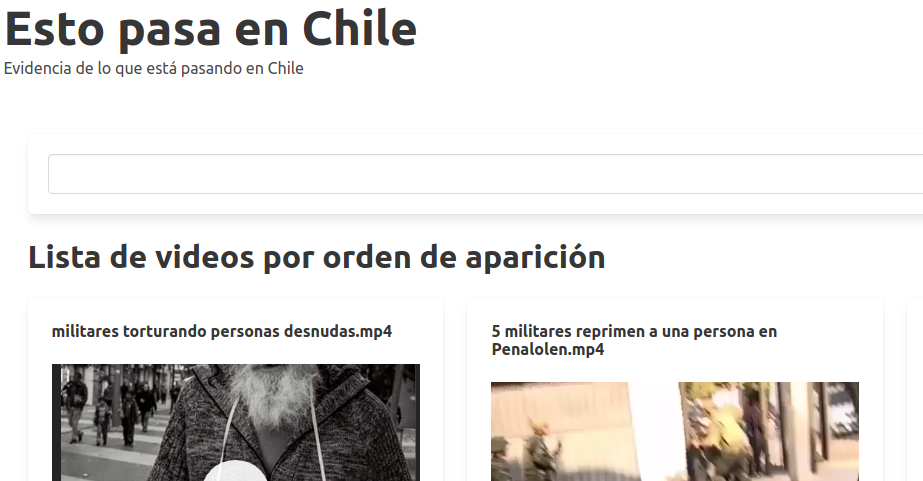 Esto pasa en Chile
Evidencia de lo que está pasando en Chile
Lista de videos por orden de aparición
militares torturando personas desnudas.mp4
5 militares reprimen a una persona en
Penalolen.mp4